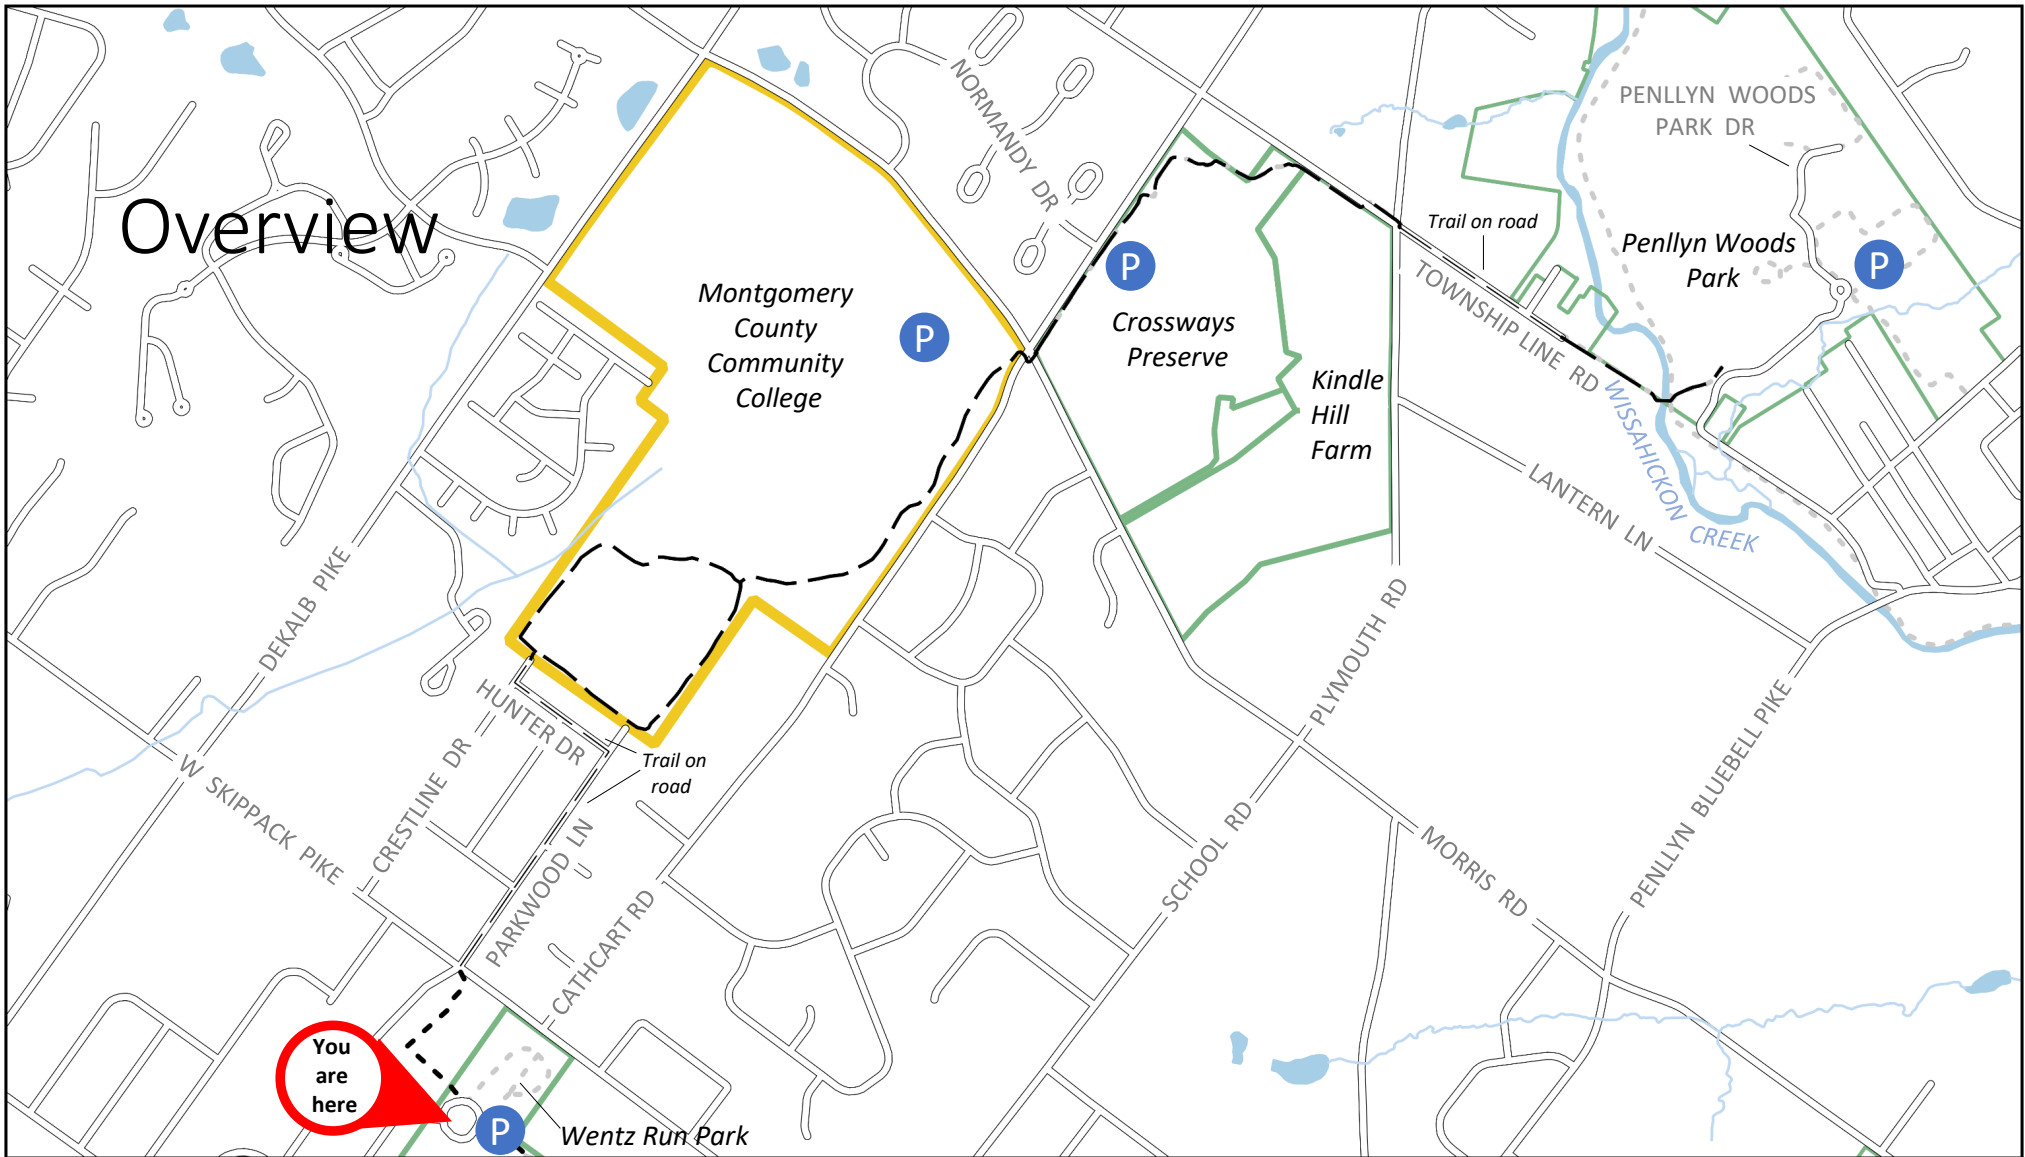 Overview
NORMANDY DR
PENLLYN WOODS
PARK DR
Trail on road
Penllyn Woods
Park
P
P
P
TOWNSHIP LINE RD
Montgomery
County
Community
College
Crossways
Preserve
Kindle
Hill
Farm
WISSAHICKON CREEK
LANTERN LN
DEKALB PIKE
PLYMOUTH RD
HUNTER DR
Trail on
road
CRESTLINE DR
W SKIPPACK PIKE
PARKWOOD LN
CATHCART RD
SCHOOL RD
MORRIS RD
PENLLYN BLUEBELL PIKE
You
are
here
P
Wentz Run Park